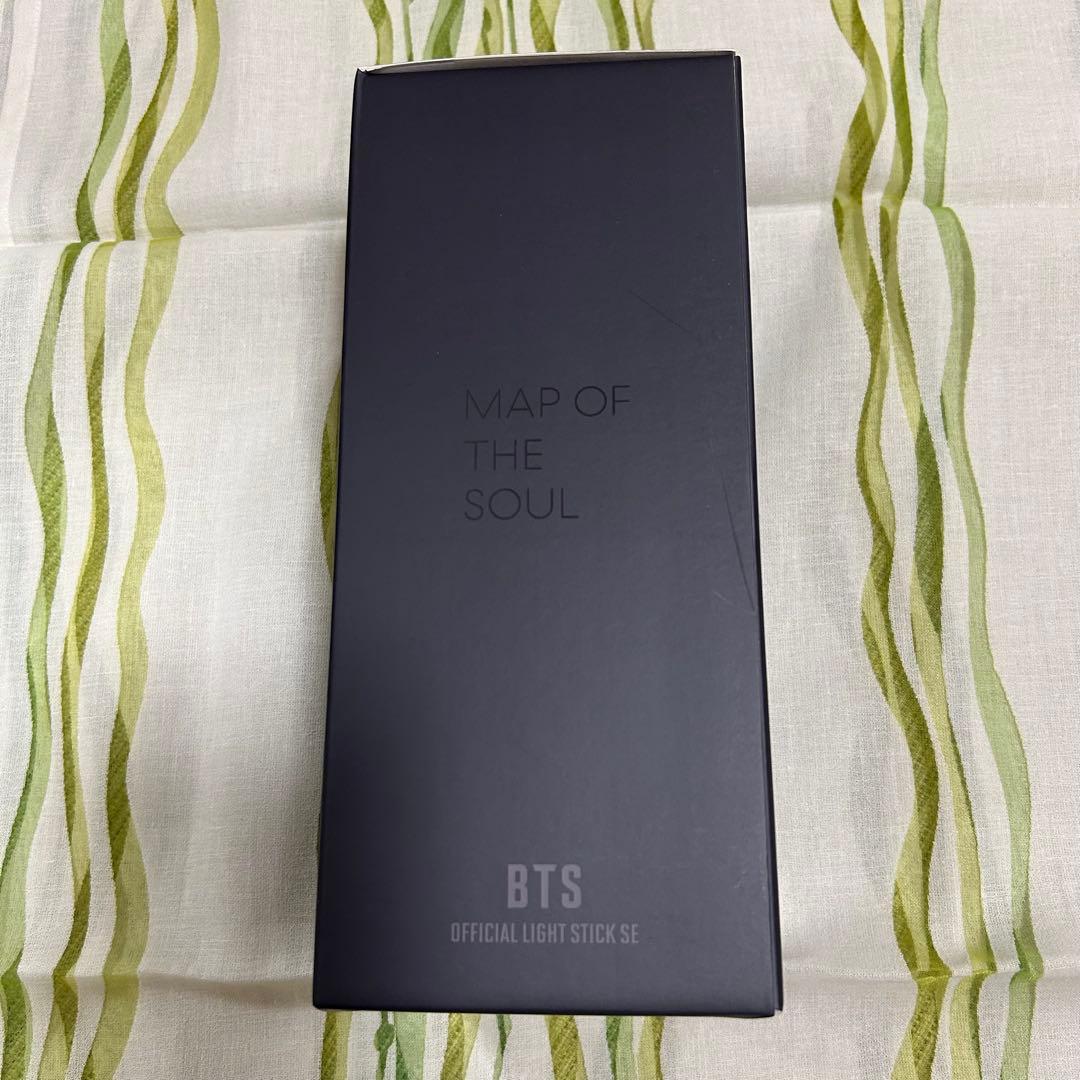 MAP OF
THE
SOUL
BTS
OFFICIAL LIGHT STICK SE